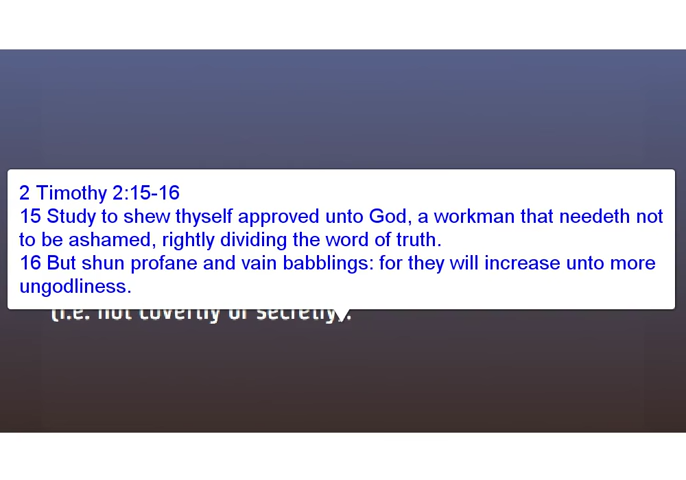 2 Timothy 2:15-16
15 Study to shew thyself approved unto God, a workman that needeth not
to be ashamed, rightly dividing the word of truth.
16 But shun profane and vain babblings: for they will increase unto more
ungodliness.
(i.e. not covertly or secretly).